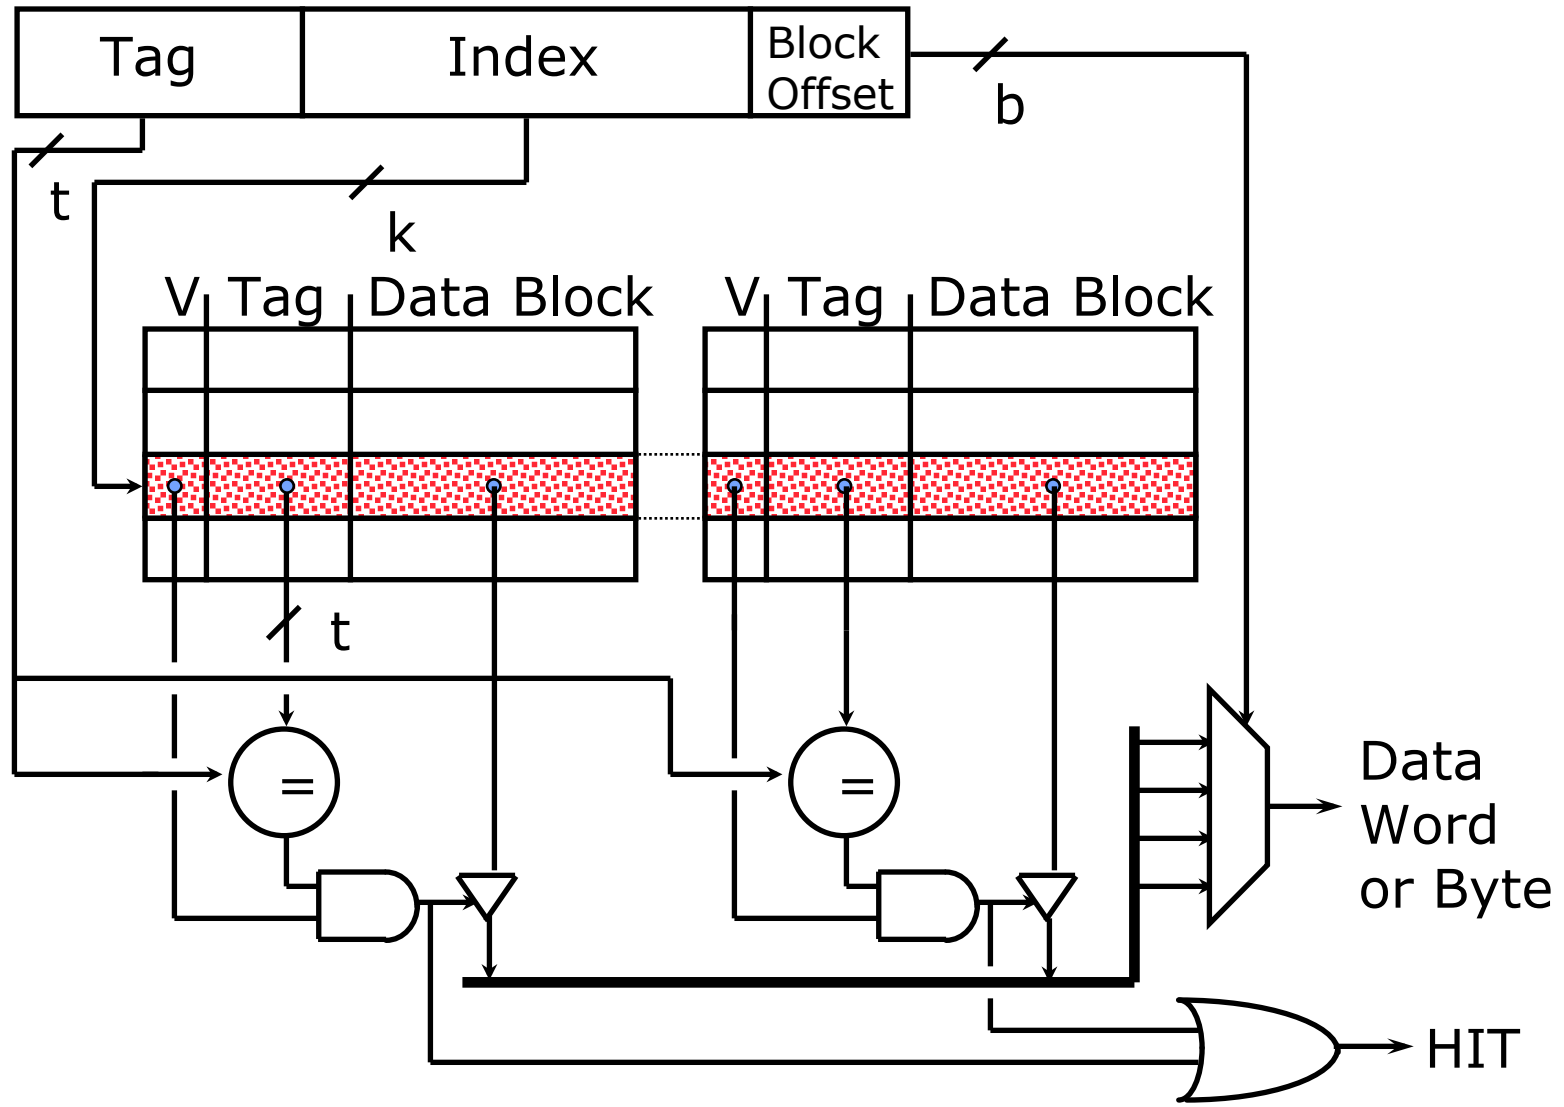 Tag
Index
Block
Offset
b
t
k
V Tag Data Block
V Tag Data Block
t
=
=
Data
Word
or Byte
HIT